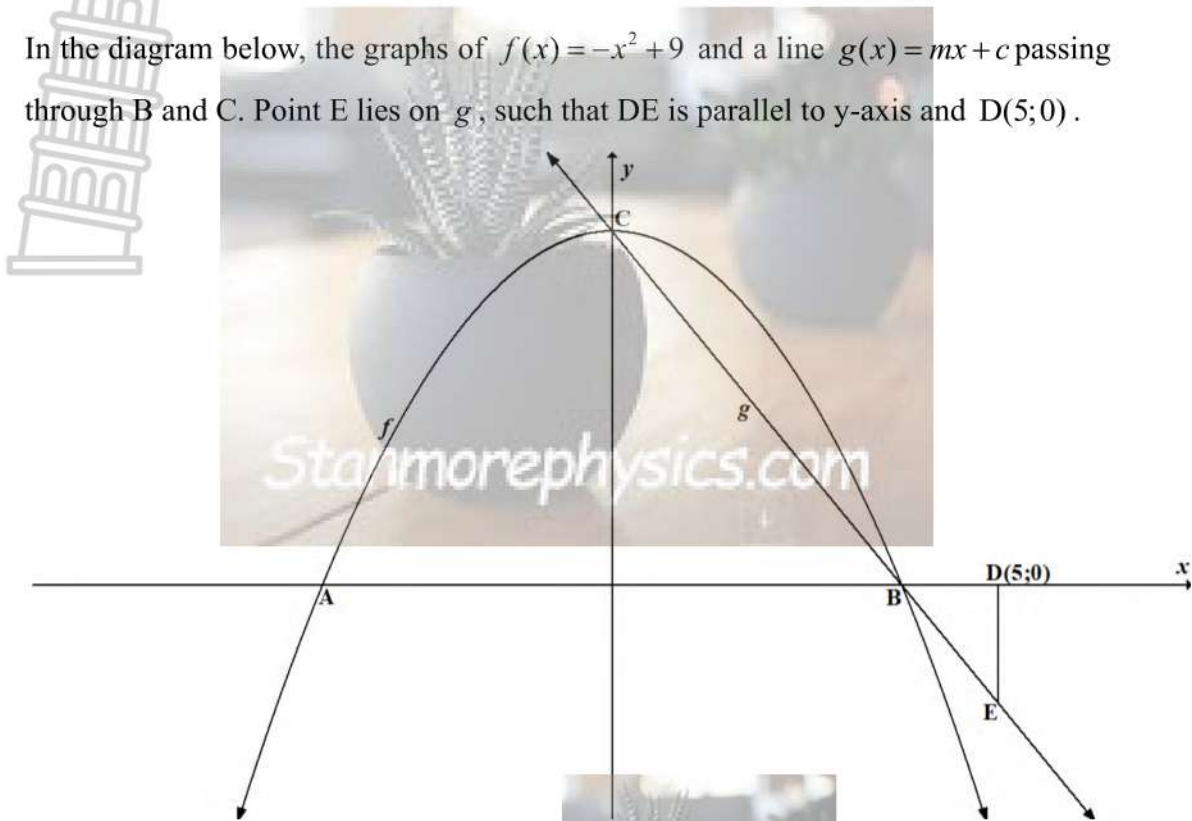 In the diagram below, the graphs of f(x) = −x² + 9 and a line g(x) = mx + c passing
through B and C. Point E lies on g, such that DE is parallel to y-axis and D(5;0).
y
C
g
f
Stanmorephysics.com
D(5;0)
x
A
B
E